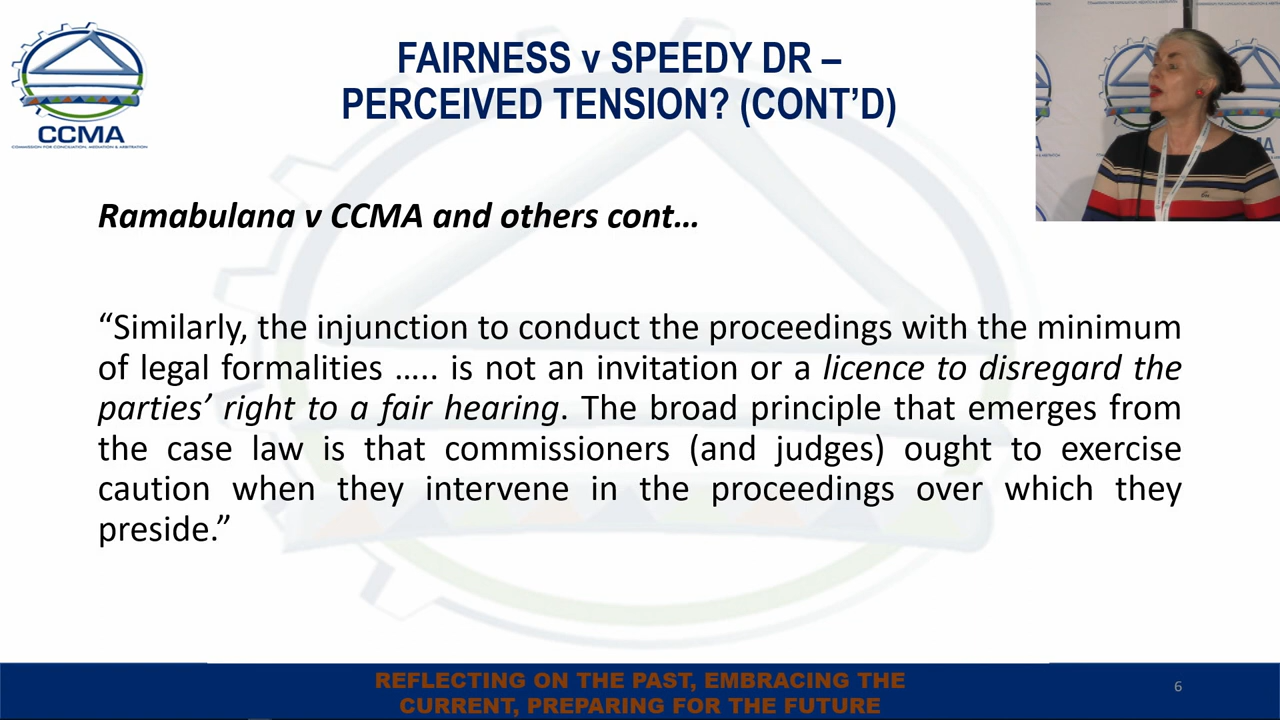 CCMA
COMMISSION FOR CONCILIATION, MEDIATION & ARBITRATION
FAIRNESS v SPEEDY DR –
PERCEIVED TENSION? (CONT’D)
Ramabulana v CCMA and others cont…
“Similarly, the injunction to conduct the proceedings with the minimum
of legal formalities ….. is not an invitation or a licence to disregard the
parties’ right to a fair hearing. The broad principle that emerges from
the case law is that commissioners (and judges) ought to exercise
caution when they intervene in the proceedings over which they
preside.”
REFLECTING ON THE PAST, EMBRACING THE
CURRENT, PREPARING FOR THE FUTURE
6